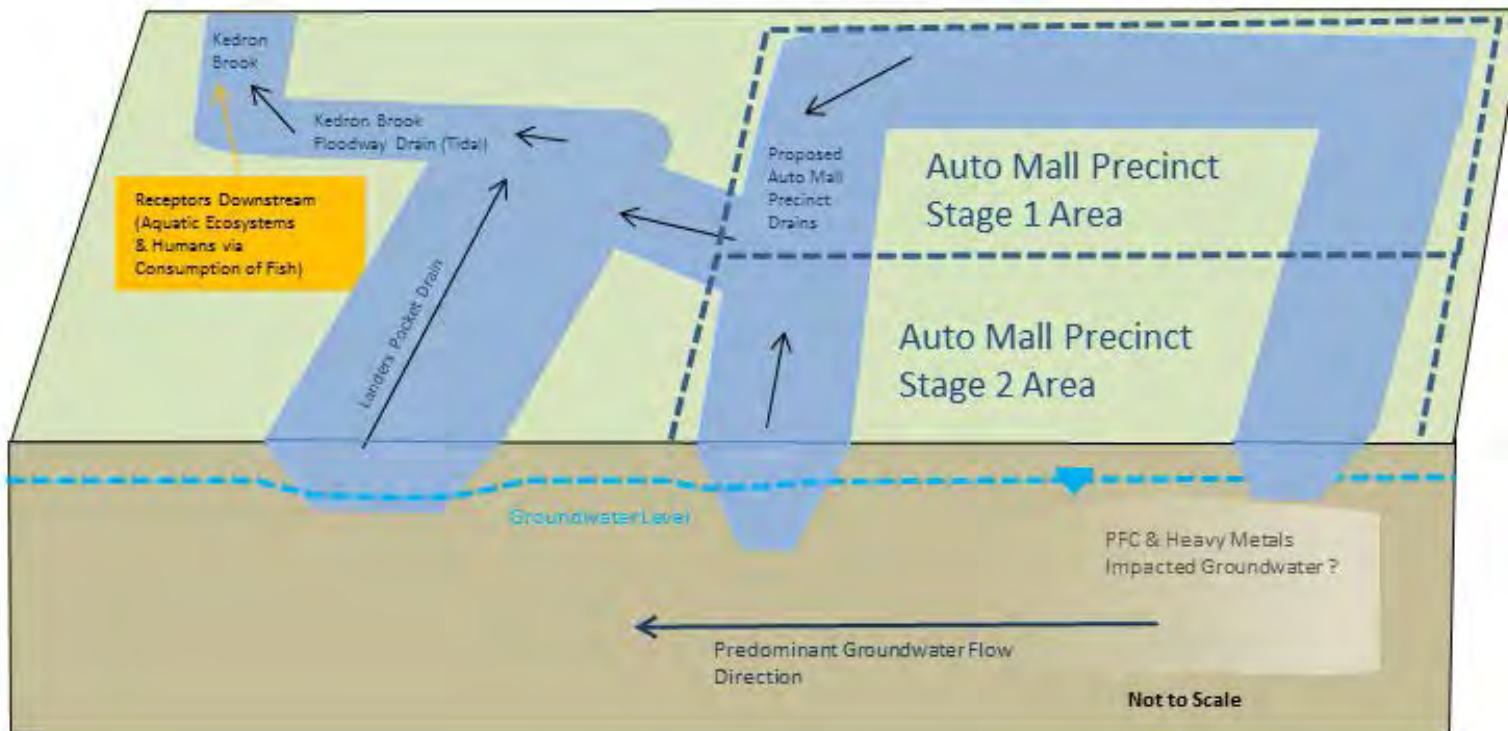 Kedron
Brook
Kedron Brook
Floodway Drain (Tidal)
Receptors Downstream
(Aquatic Ecosystems
& Humans via
Consumption of Fish)
Landers Pocket Drain
Proposed
Auto Mall
Precinct
Drains
Auto Mall Precinct
Stage 1 Area
Auto Mall Precinct
Stage 2 Area
Groundwater Level
PFC & Heavy Metals
Impacted Groundwater ?
Predominant Groundwater Flow
Direction
Not to Scale